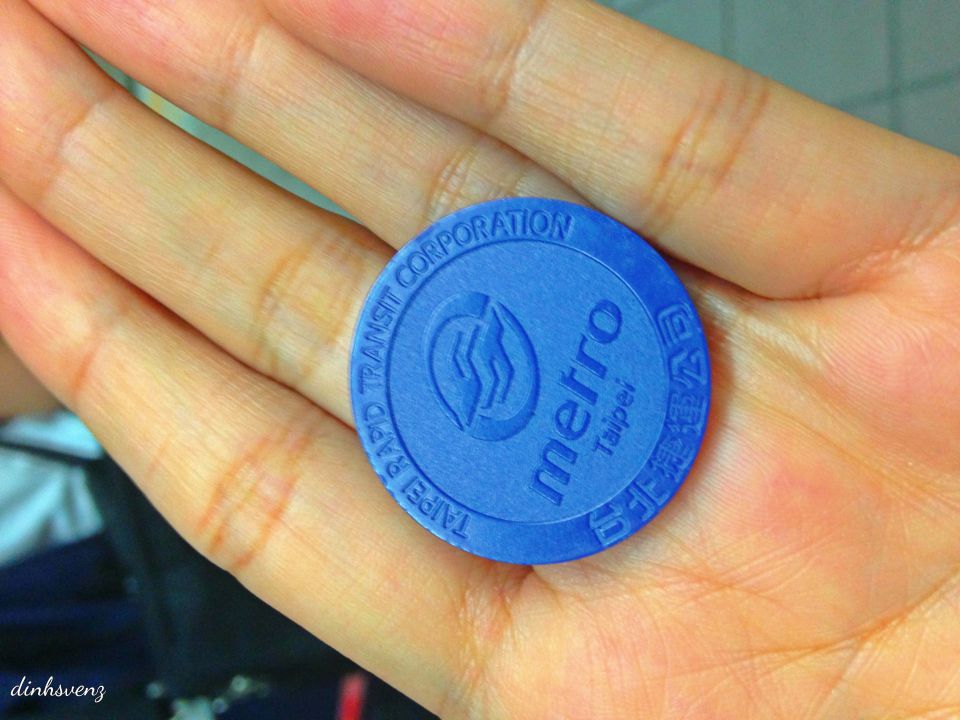 TAIPEI RAPID TRANSIT CORPORATION
metro
Taipei
台北捷運公司
dinhsvenz